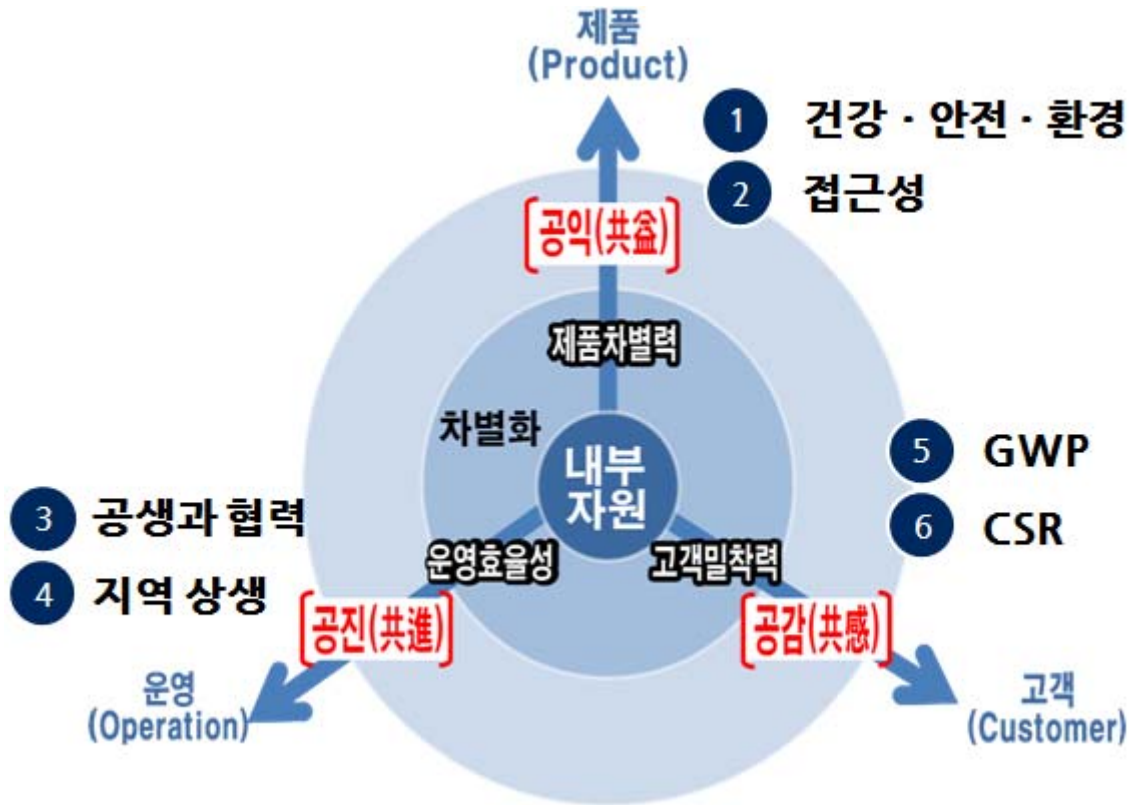 제품
(Product)
1 건강 · 안전 · 환경
2 접근성
[공익(共益)]
제품차별력
차별화
내부
자원
5 GWP
6 CSR
3 공생과 협력
4 지역 상생
운영효율성
고객밀착력
[공진(共進)]
[공감(共感)]
운영
(Operation)
고객
(Customer)